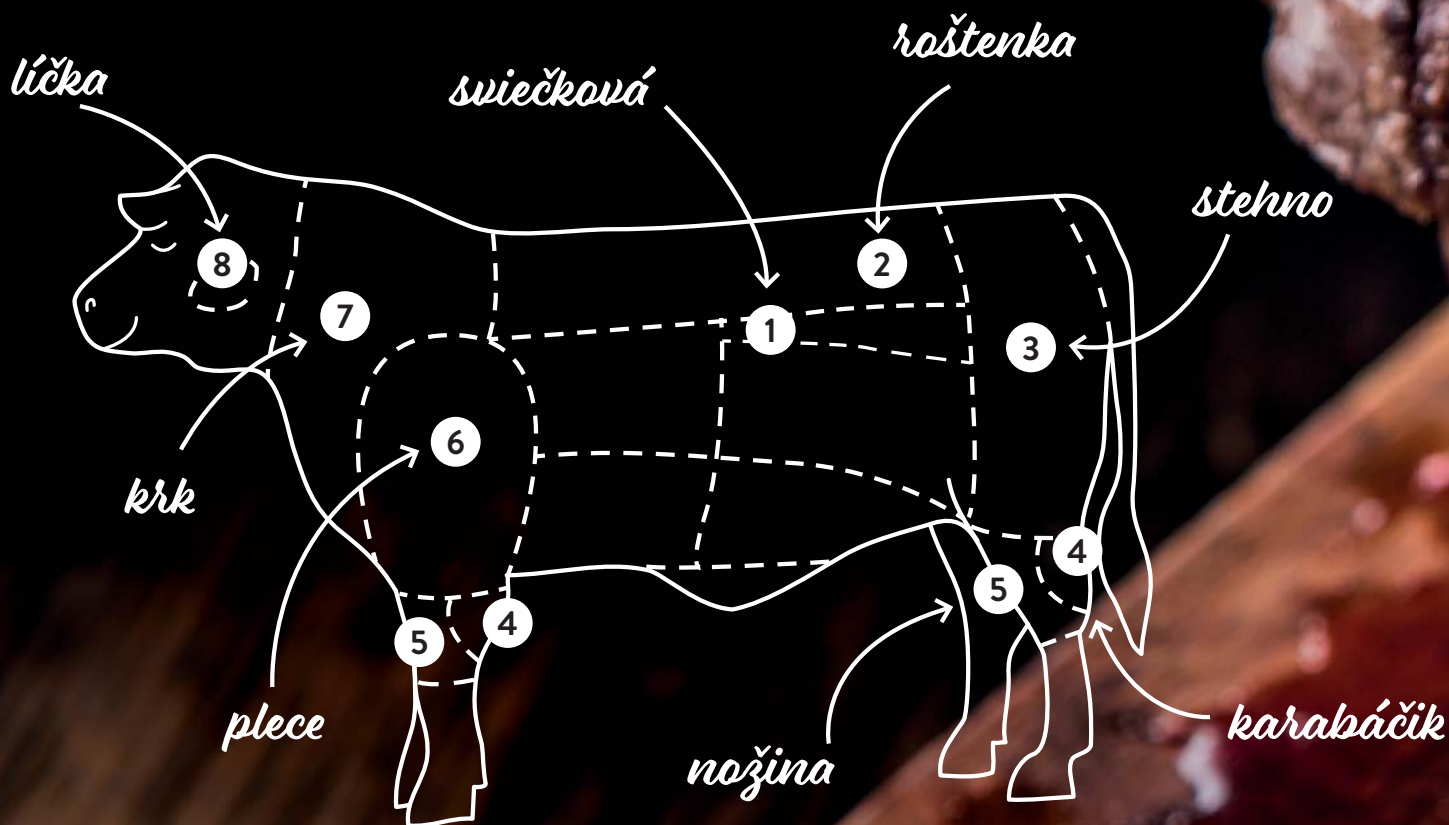 líčka
sviečková
roštenka
stehno
8
7
2
1
3
6
krk
4
5
5
4
plece
nožina
karabáčik